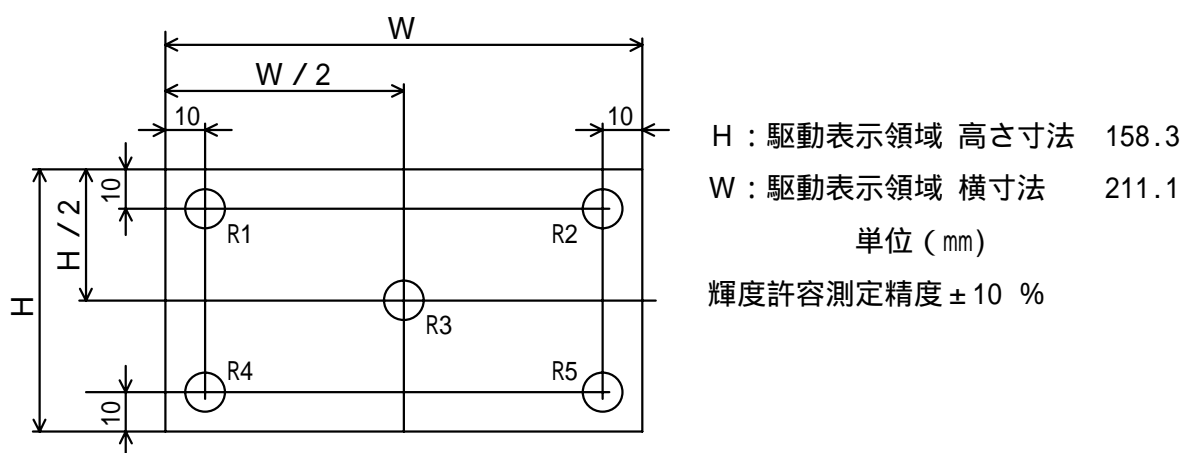 W
W／2
10
10
H：駆動表示領域 高さ寸法 158.3
10
W：駆動表示領域 横寸法 211.1
H／2
R1
R2
単位（㎜)
輝度許容測定精度±10 %
H
R3
R4
R5
10